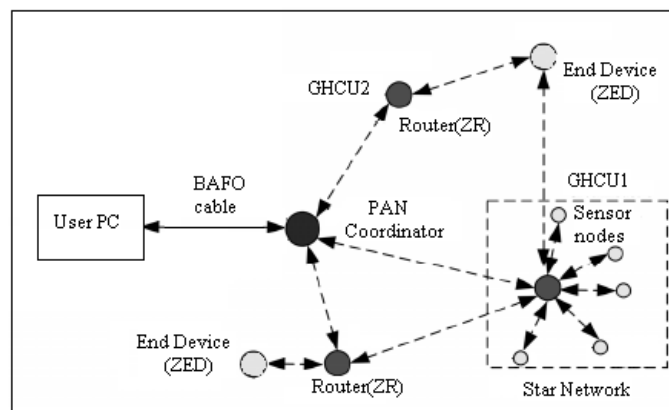 End Device
(ZED)
GHCU2
Router(ZR)
GHCU1
BAFO
cable
User PC
PAN
Coordinator
Sensor
nodes
End Device
(ZED)
Router(ZR)
Star Network